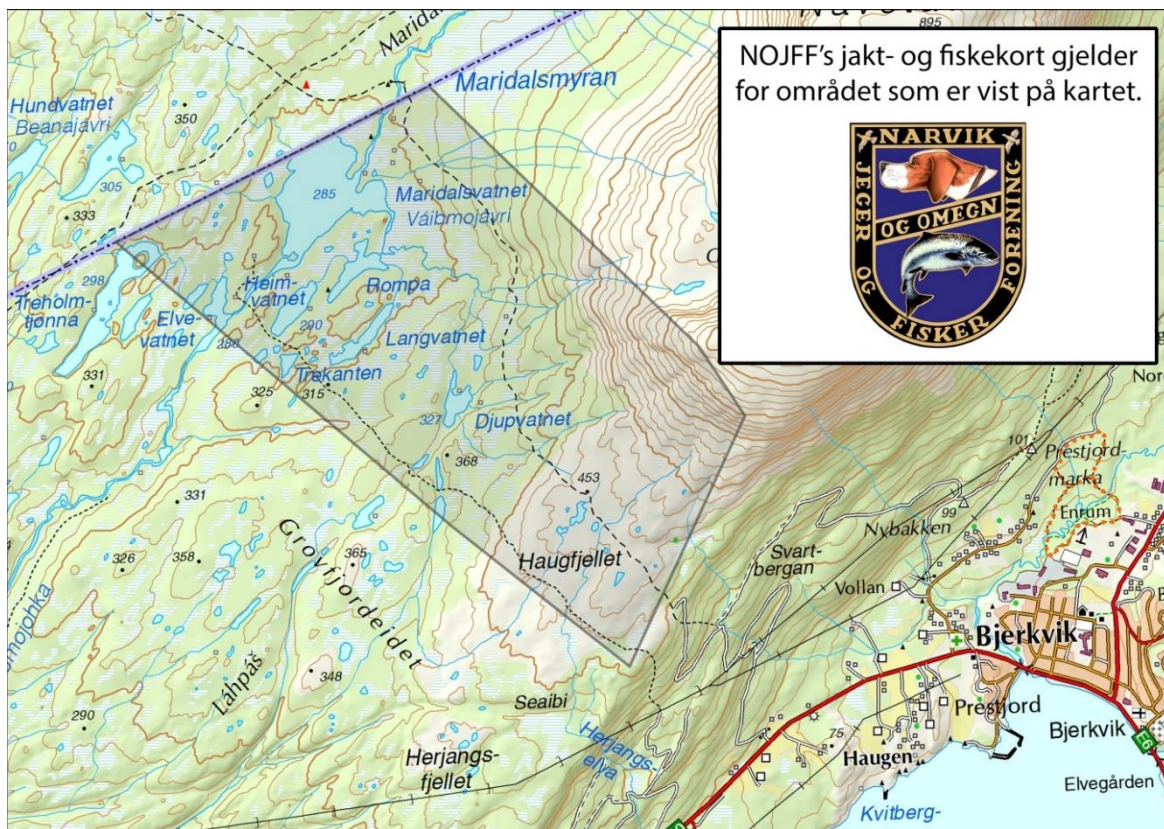 895
NOJFF's jakt- og fiskekort gjelder
for området som er vist på kartet.
NARVIK
JEGER
OG
OG OMEGN
FORENING
FISKER
Maridalsmyran
Hundvatnet
Beanajávri
350
305
333
285
Maridalsvatnet
Váibmojávri
298
Treholm-
tjønna
Elve-
vatnet
Heim-
vatnet
Rompa
290
Langvatnet
Trekanten
331
325
315
327
Djupvatnet
368
453
101
Prestjord-
marka
99
Nybakken
Enrum
331
326
358
365
Grovfjordeidet
Haugfjellet
Svart-
bergan
Vollan
Bjerkvik
Láhpáš
348
290
Seaibi
Herjangs-
fjellet
Herjangs-
elva
Prestjord
75
Haugen
Bjerkvik
E6
Elvegården
Kvitberg-